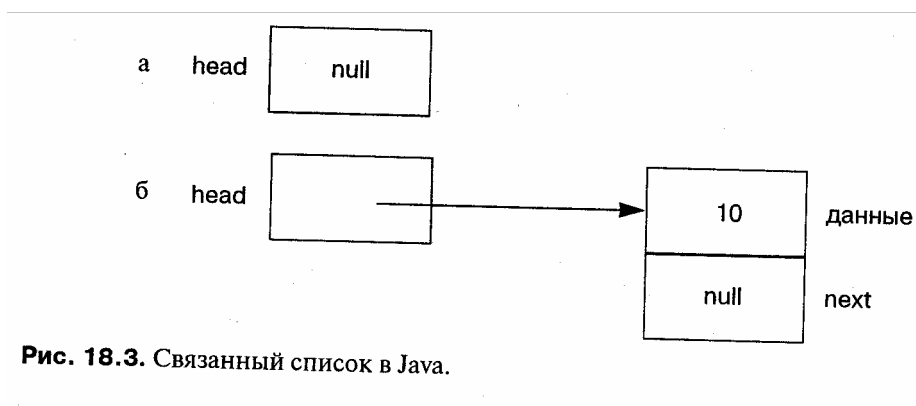 а head null
б head 10 данные
null next
Рис. 18.3. Связанный список в Java.